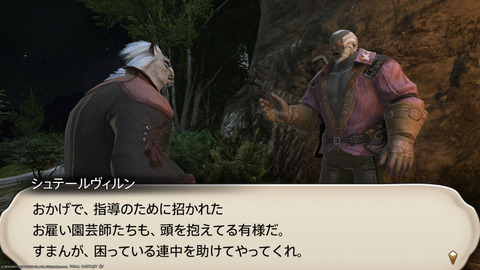 シュテールヴィルン
おかげで、指導のために招かれた
お雇い園芸師たちも、頭を抱えてる有様だ。
すまんが、困っている連中を助けてやってくれ。